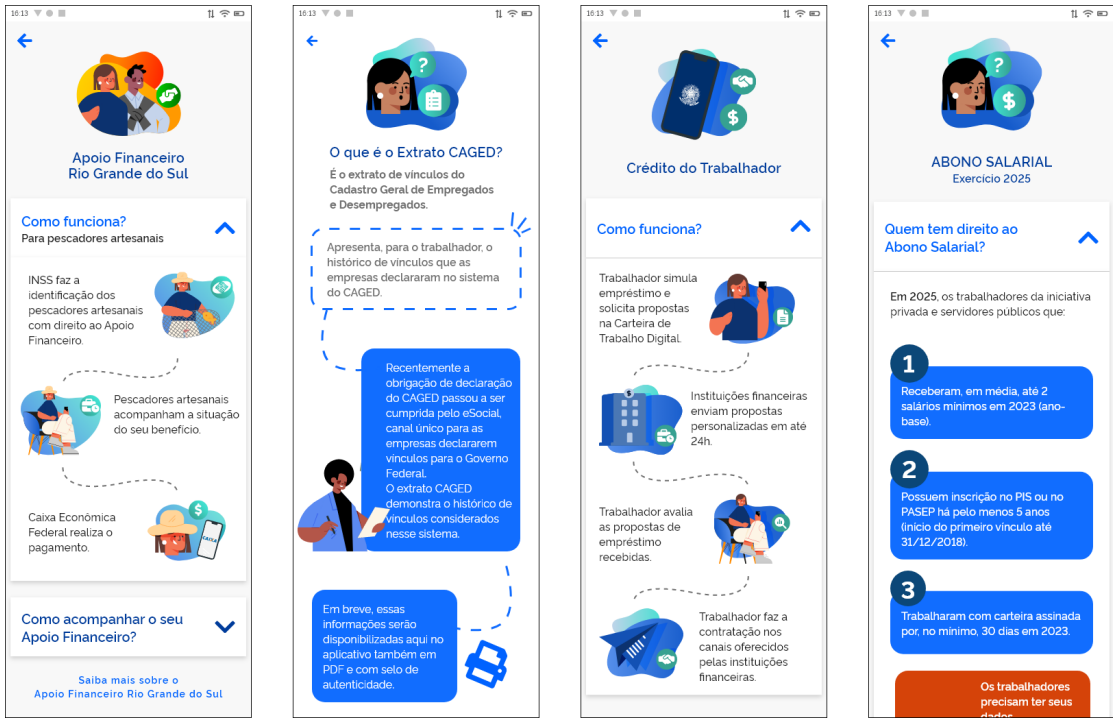 16:13
Apoio Financeiro
Rio Grande do Sul
Como funciona?
Para pescadores artesanais
INSS faz a
identificação dos
pescadores artesanais
com direito ao Apoio
Financeiro.
Pescadores artesanais
acompanham a situação
do seu benefício.
Caixa Econômica
Federal realiza o
pagamento.
$
CAIXA
Como acompanhar o seu
Apoio Financeiro?
Saiba mais sobre o
Apoio Financeiro Rio Grande do Sul
16:13
?
O que é o Extrato CAGED?
É o extrato de vínculos do
Cadastro Geral de Empregados
e Desempregados.
Apresenta, para o trabalhador, o
histórico de vínculos que as
empresas declararam no sistema
do CAGED.
Recentemente a
obrigação de declaração
do CAGED passou a ser
cumprida pelo eSocial,
canal único para as
empresas declararem
vínculos para o Governo
Federal.
O extrato CAGED
demonstra o histórico de
vínculos considerados
nesse sistema.
Em breve, essas
informações serão
disponibilizadas aqui no
aplicativo também em
PDF e com selo de
autenticidade.
16:13
$
Crédito do Trabalhador
Como funciona?
Trabalhador simula
empréstimo e
solicita propostas
na Carteira de
Trabalho Digital.
$
Instituições financeiras
enviam propostas
personalizadas em até
24h.
Trabalhador avalia
as propostas de
empréstimo
recebidas.
Trabalhador faz a
contratação nos
canais oferecidos
pelas instituições
financeiras.
16:13
?
$
ABONO SALARIAL
Exercício 2025
Quem tem direito ao
Abono Salarial?
Em 2025, os trabalhadores da iniciativa
privada e servidores públicos que:
1
Receberam, em média, até 2
salários mínimos em 2023 (ano-
base).
2
Possuem inscrição no PIS ou no
PASEP há pelo menos 5 anos
(início do primeiro vínculo até
31/12/2018).
3
Trabalharam com carteira assinada
por, no mínimo, 30 dias em 2023.
Os trabalhadores
precisam ter seus
dados